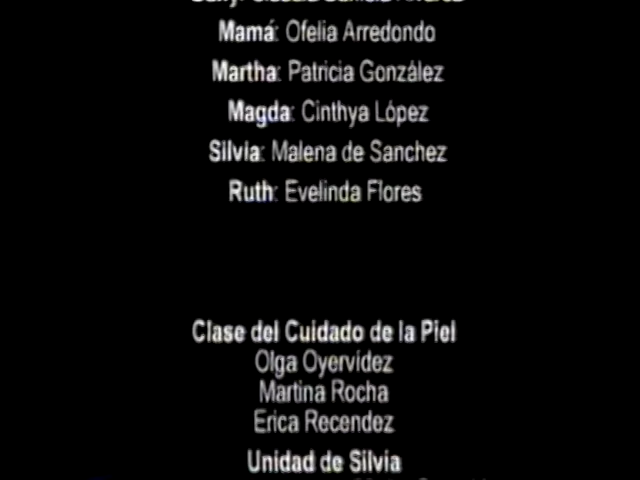 Mamá: Ofelia Arredondo
Martha: Patricia González
Magda: Cinthya López
Silvia: Malena de Sanchez
Ruth: Evelinda Flores
Clase del Cuidado de la Piel
Olga Oyervídez
Martina Rocha
Erica Recendez
Unidad de Silvia